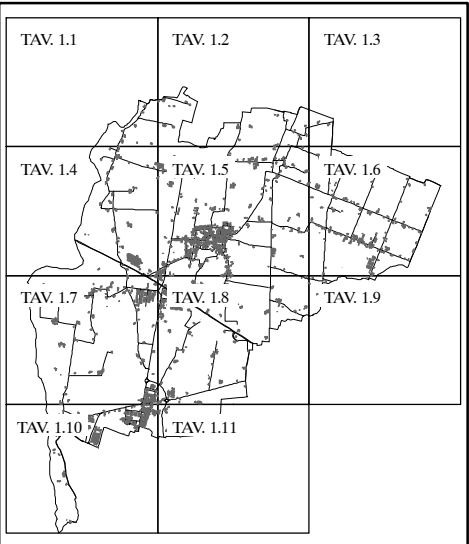 TAV. 1.1
TAV. 1.2
TAV. 1.3
TAV. 1.4
TAV. 1.5
TAV. 1.6
TAV. 1.7
TAV. 1.8
TAV. 1.9
TAV. 1.10
TAV. 1.11